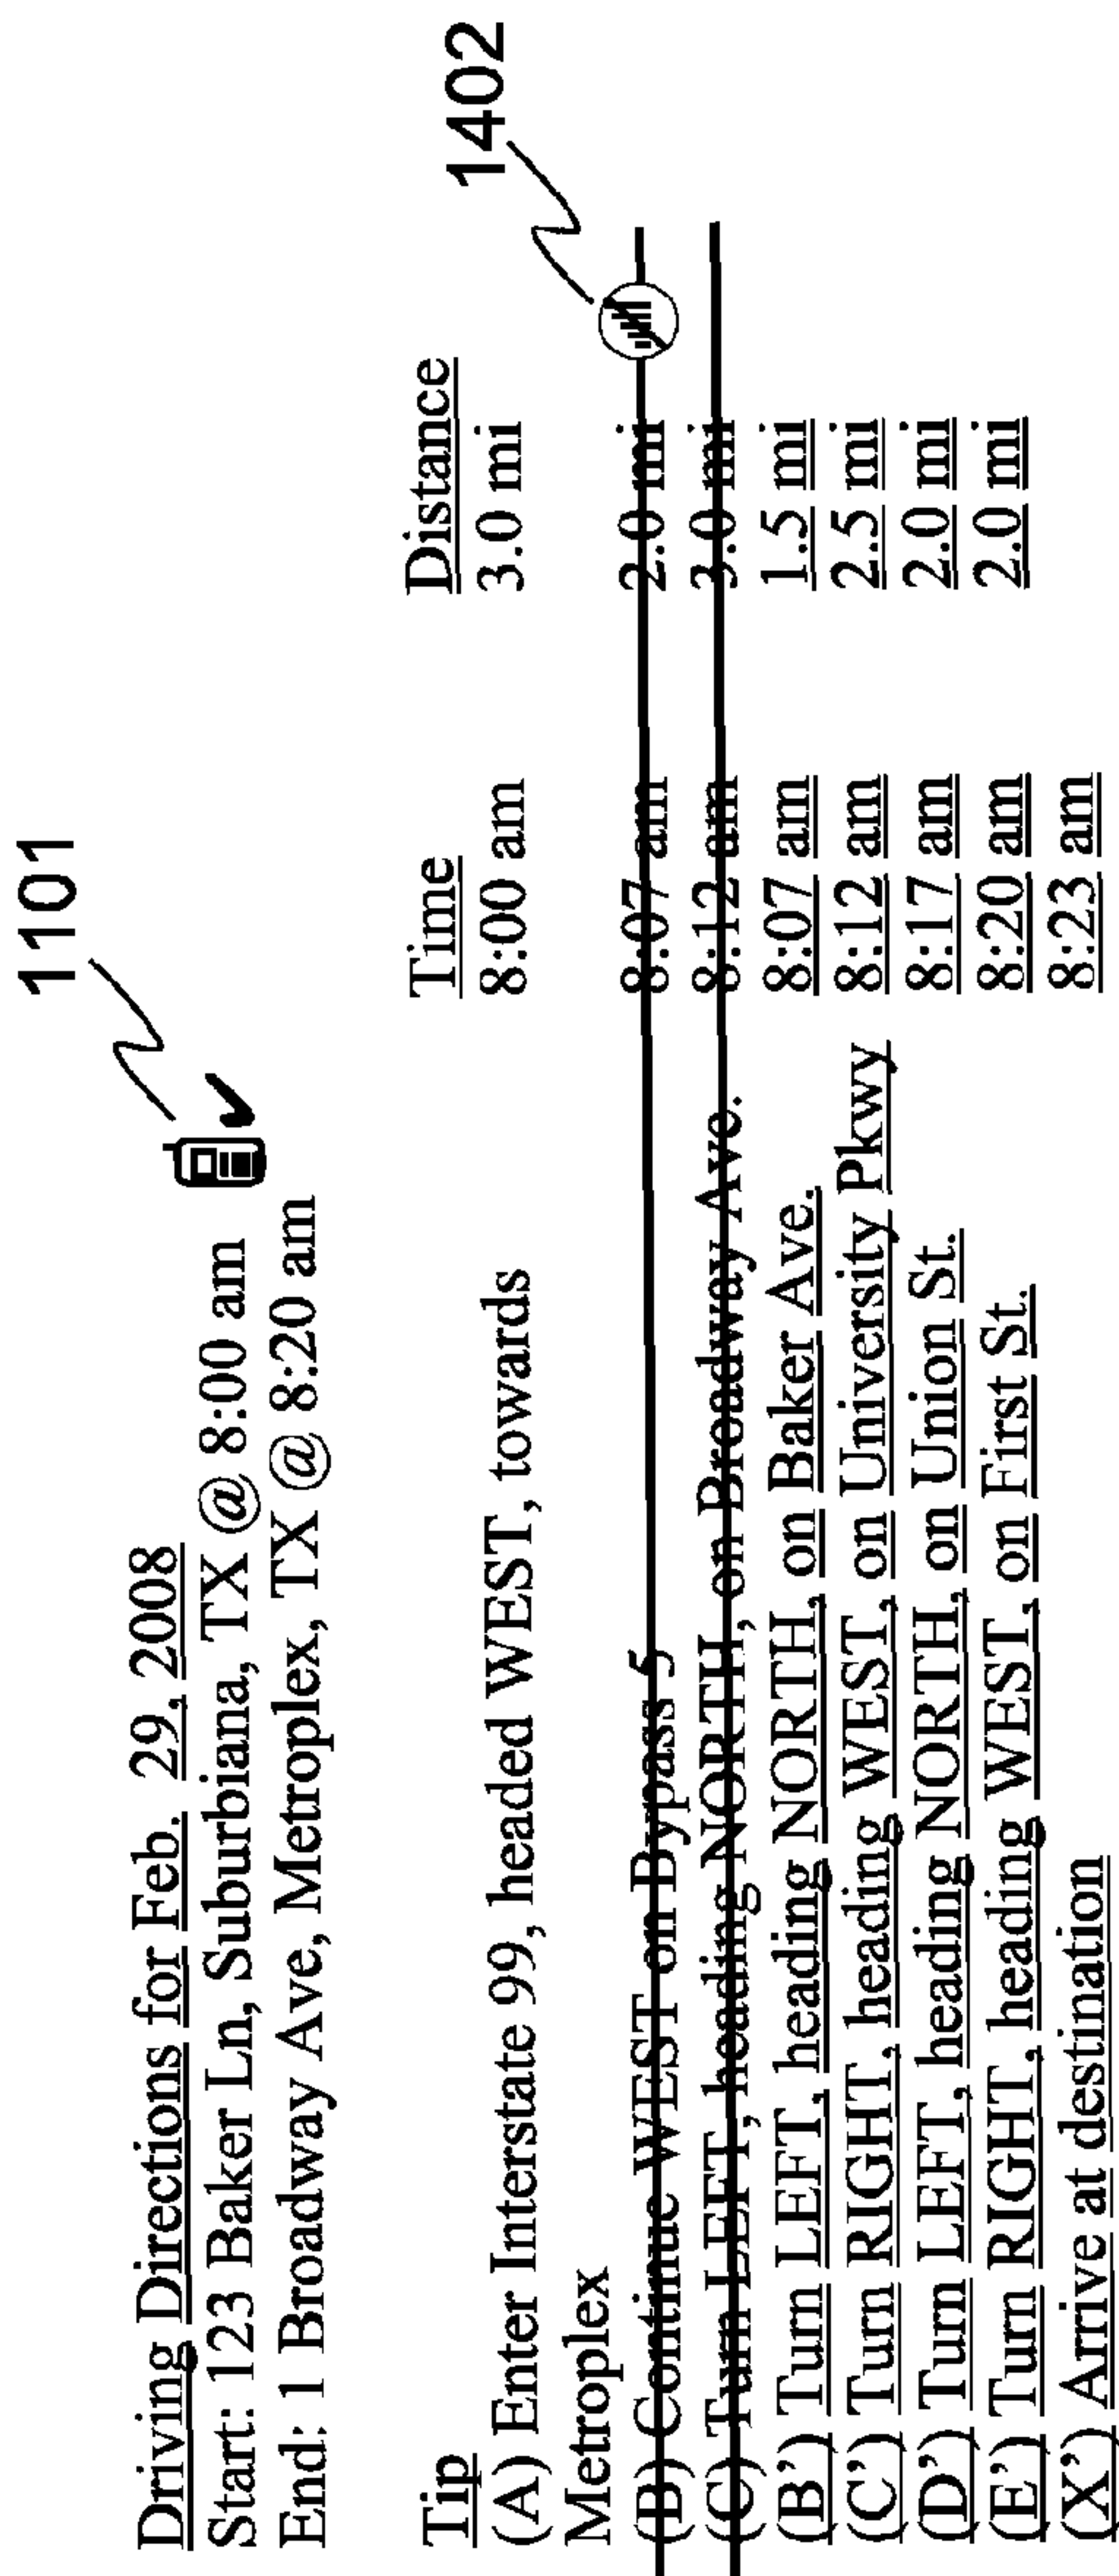 1101
Driving Directions for Feb. 29, 2008
Start: 123 Baker Ln, Suburbiana, TX @ 8:00 am
End: 1 Broadway Ave, Metroplex, TX @ 8:20 am
1402
Tip Time Distance
(A) Enter Interstate 99, headed WEST, towards 8:00 am 3.0 mi
Metroplex
(B) Continue WEST on Bypass 5 8:07 am 2.0 mi
(C) Turn LEFT, heading NORTH, on Broadway Ave. 8:12 am 3.0 mi
(B’) Turn LEFT, heading NORTH, on Baker Ave. 8:07 am 1.5 mi
(C’) Turn RIGHT, heading WEST, on University Pkwy 8:12 am 2.5 mi
(D’) Turn LEFT, heading NORTH, on Union St. 8:17 am 2.0 mi
(E’) Turn RIGHT, heading WEST, on First St. 8:20 am 2.0 mi
(X’) Arrive at destination 8:23 am